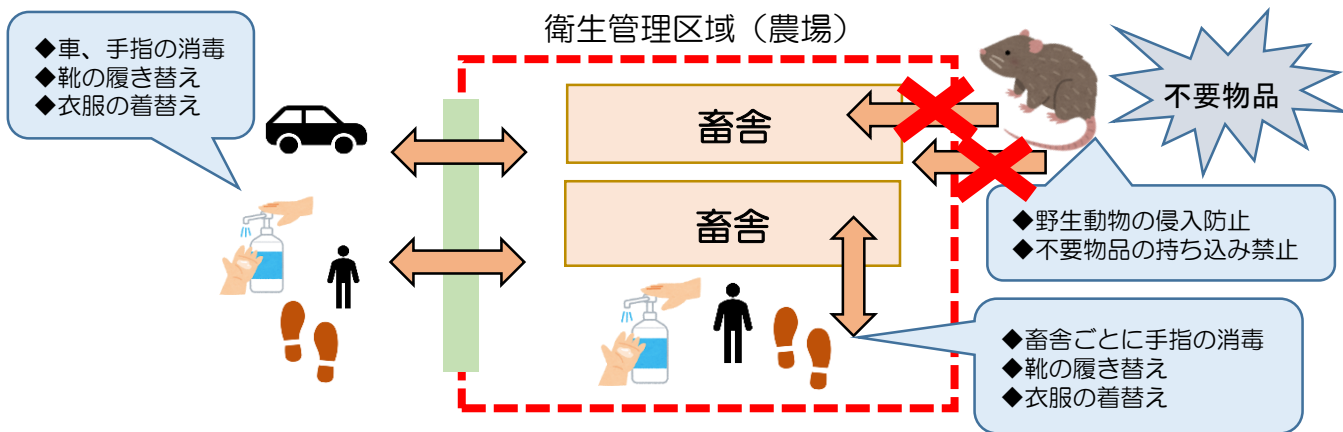 衛生管理区域（農場）
◆車、手指の消毒
◆靴の履き替え
◆衣服の着替え
畜舎
畜舎
不要物品
◆野生動物の侵入防止
◆不要物品の持ち込み禁止
◆畜舎ごとに手指の消毒
◆靴の履き替え
◆衣服の着替え